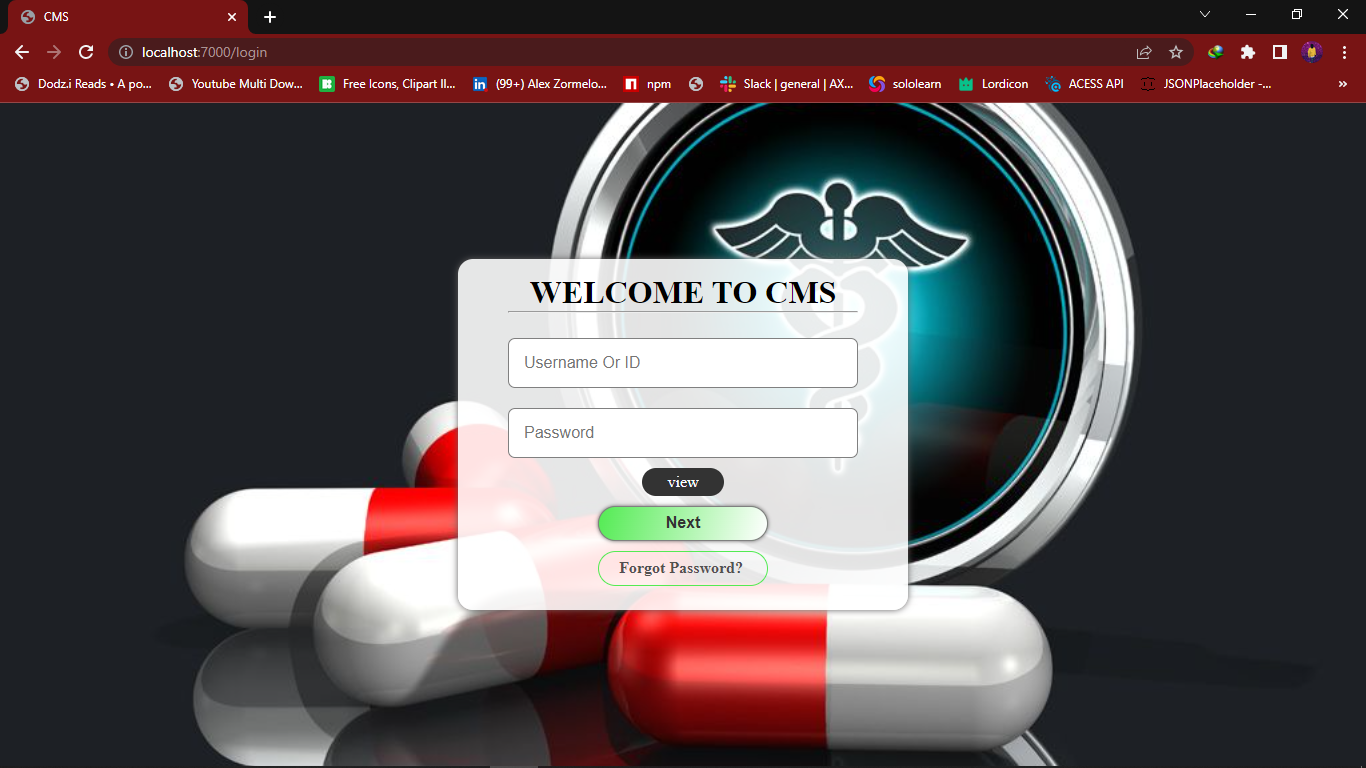 CMS
localhost:7000/login
Dodz.i Reads • A po... Youtube Multi Dow... Free Icons, Clipart Il... (99+) Alex Zormelo... npm Slack | general | AX... sololearn Lordicon ACESS API JSONPlaceholder -... »
WELCOME TO CMS
Username Or ID
Password
view
Next
Forgot Password?